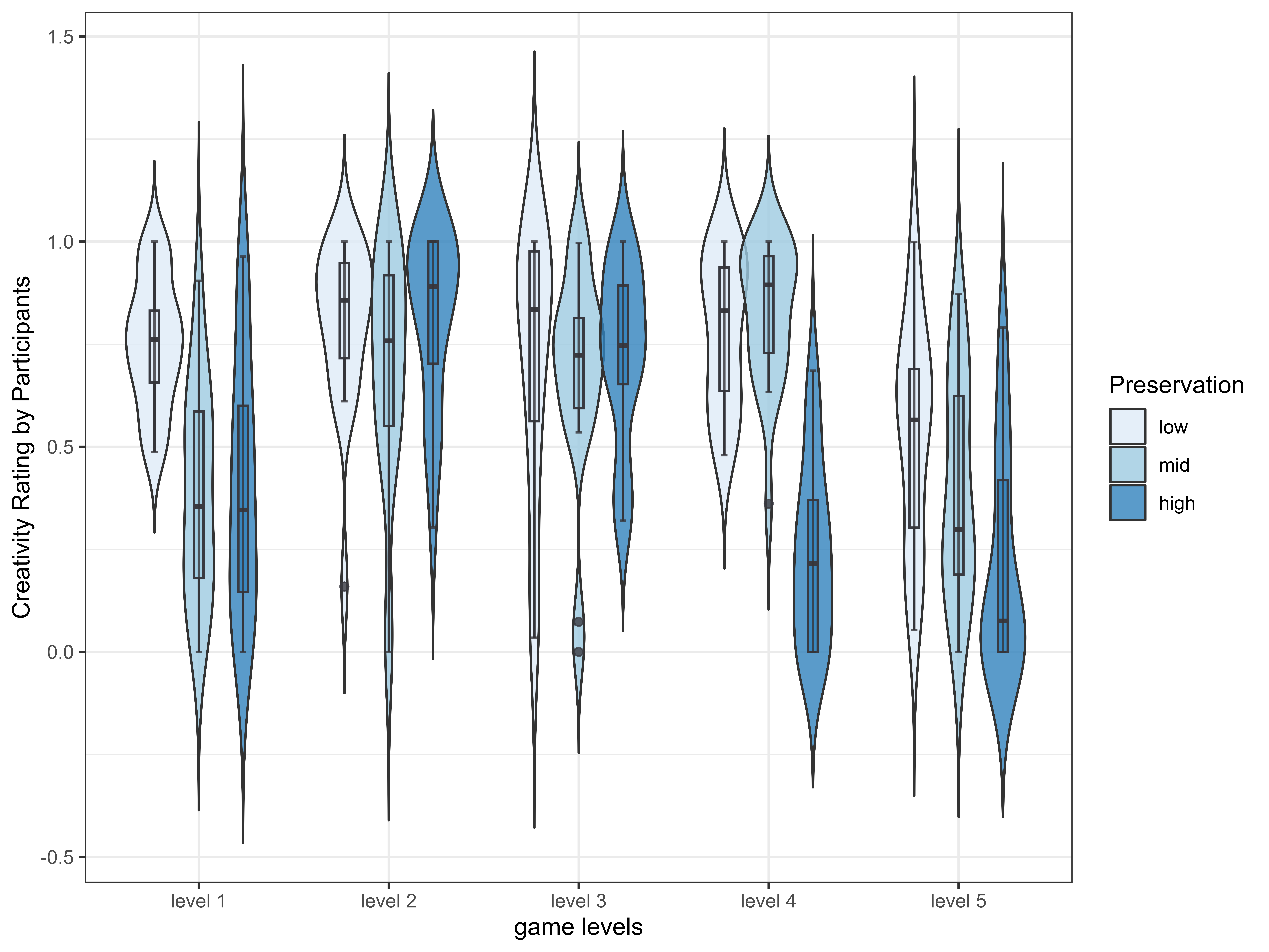 Creativity Rating by Participants
1.5
1.0
0.5
0.0
-0.5
level 1
level 2
level 3
level 4
level 5
game levels
Preservation
low
mid
high